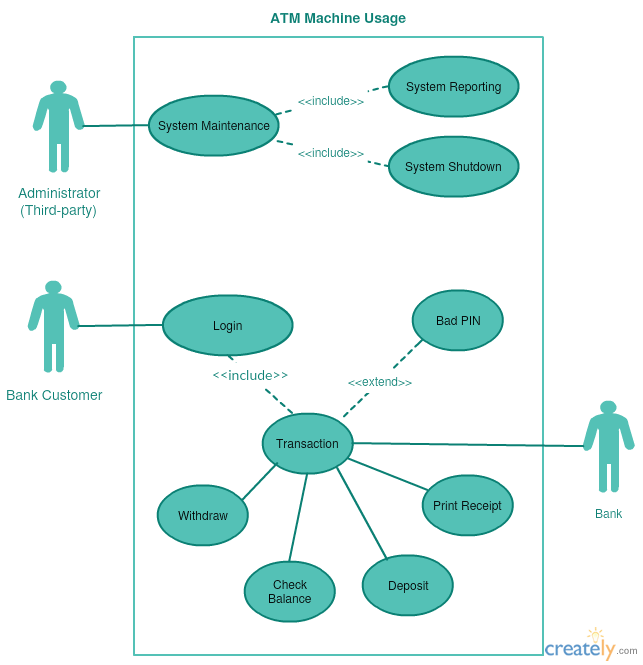 ATM Machine Usage
System Reporting
<<include>>
System Maintenance
<<include>>
System Shutdown
Administrator
(Third-party)
Login
Bad PIN
<<include>>
<<extend>>
Bank Customer
Transaction
Withdraw
Print Receipt
Bank
Check
Balance
Deposit
creately.com